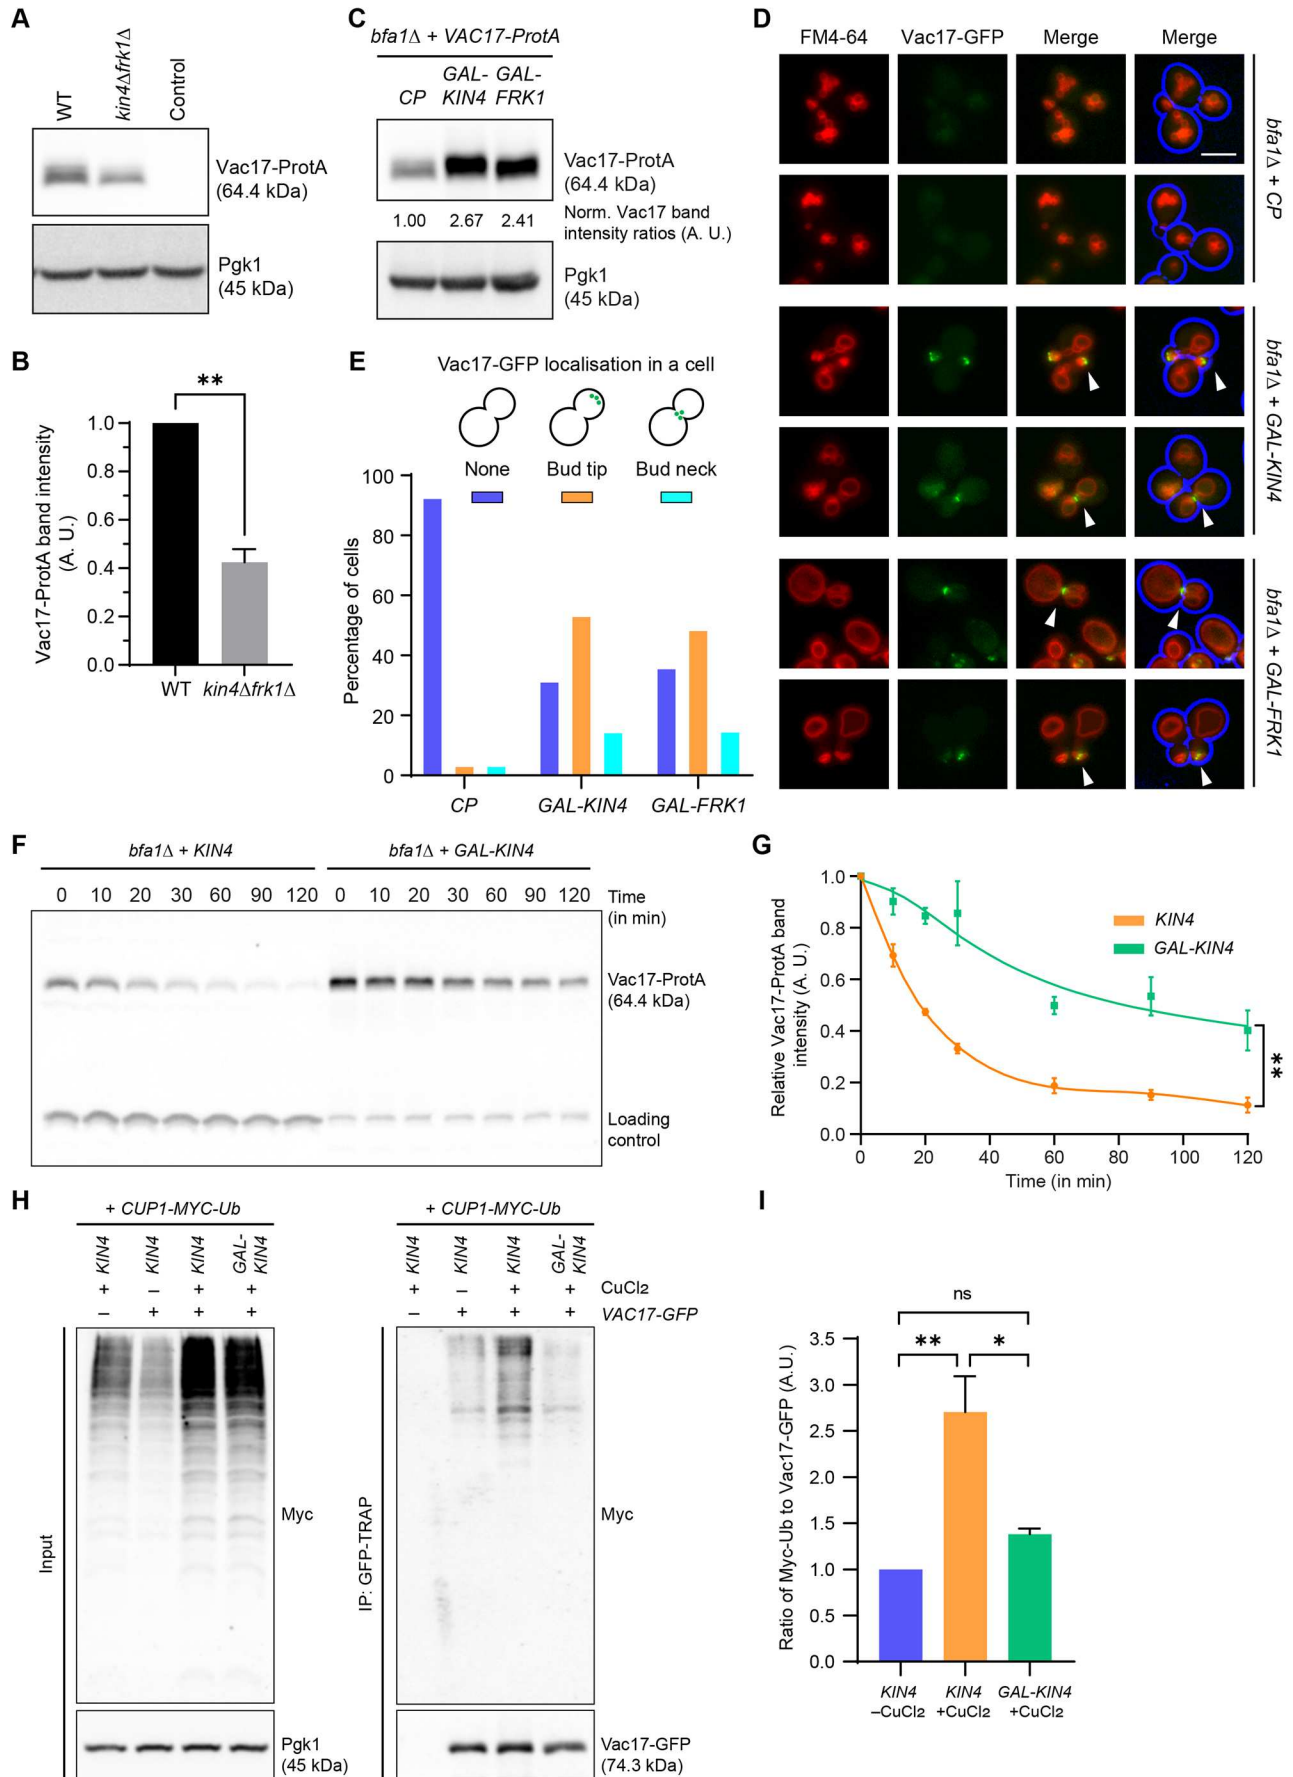 A
WT
kin4Δfrk1Δ
Control
Vac17-ProtA
(64.4 kDa)
Pgk1
(45 kDa)
B
**
Vac17-ProtA band intensity
(A. U.)
1.0
0.8
0.6
0.4
0.2
0.0
WT
kin4Δfrk1Δ
C
bfa1Δ + VAC17-ProtA
CP
GAL-
KIN4
GAL-
FRK1
Vac17-ProtA
(64.4 kDa)
1.00 2.67 2.41
Norm. Vac17 band
intensity ratios (A. U.)
Pgk1
(45 kDa)
D
FM4-64 Vac17-GFP Merge Merge
bfa1Δ + CP
bfa1Δ + GAL-KIN4
bfa1Δ + GAL-FRK1
E
Vac17-GFP localisation in a cell
None Bud tip Bud neck
Percentage of cells
100
80
60
40
20
0
CP GAL-KIN4 GAL-FRK1
F
bfa1Δ + KIN4
bfa1Δ + GAL-KIN4
0 10 20 30 60 90 120 0 10 20 30 60 90 120
Time
(in min)
Vac17-ProtA
(64.4 kDa)
Loading
control
G
Relative Vac17-ProtA band
intensity (A. U.)
1.0
0.8
0.6
0.4
0.2
0.0
KIN4
GAL-KIN4
**
0 20 40 60 80 100 120
Time (in min)
H
+ CUP1-MYC-Ub
KIN4
KIN4
KIN4
GAL-
KIN4
+ – + +
– + + +
Input
Myc
Pgk1
(45 kDa)
+ CUP1-MYC-Ub
KIN4
KIN4
KIN4
GAL-
KIN4
+ – + + CuCl2
– + + + VAC17-GFP
IP: GFP-TRAP
Myc
Vac17-GFP
(74.3 kDa)
I
ns
** *
Ratio of Myc-Ub to Vac17-GFP (A.U.)
3.5
3.0
2.5
2.0
1.5
1.0
0.5
0.0
KIN4
–CuCl2
KIN4
+CuCl2
GAL-KIN4
+CuCl2